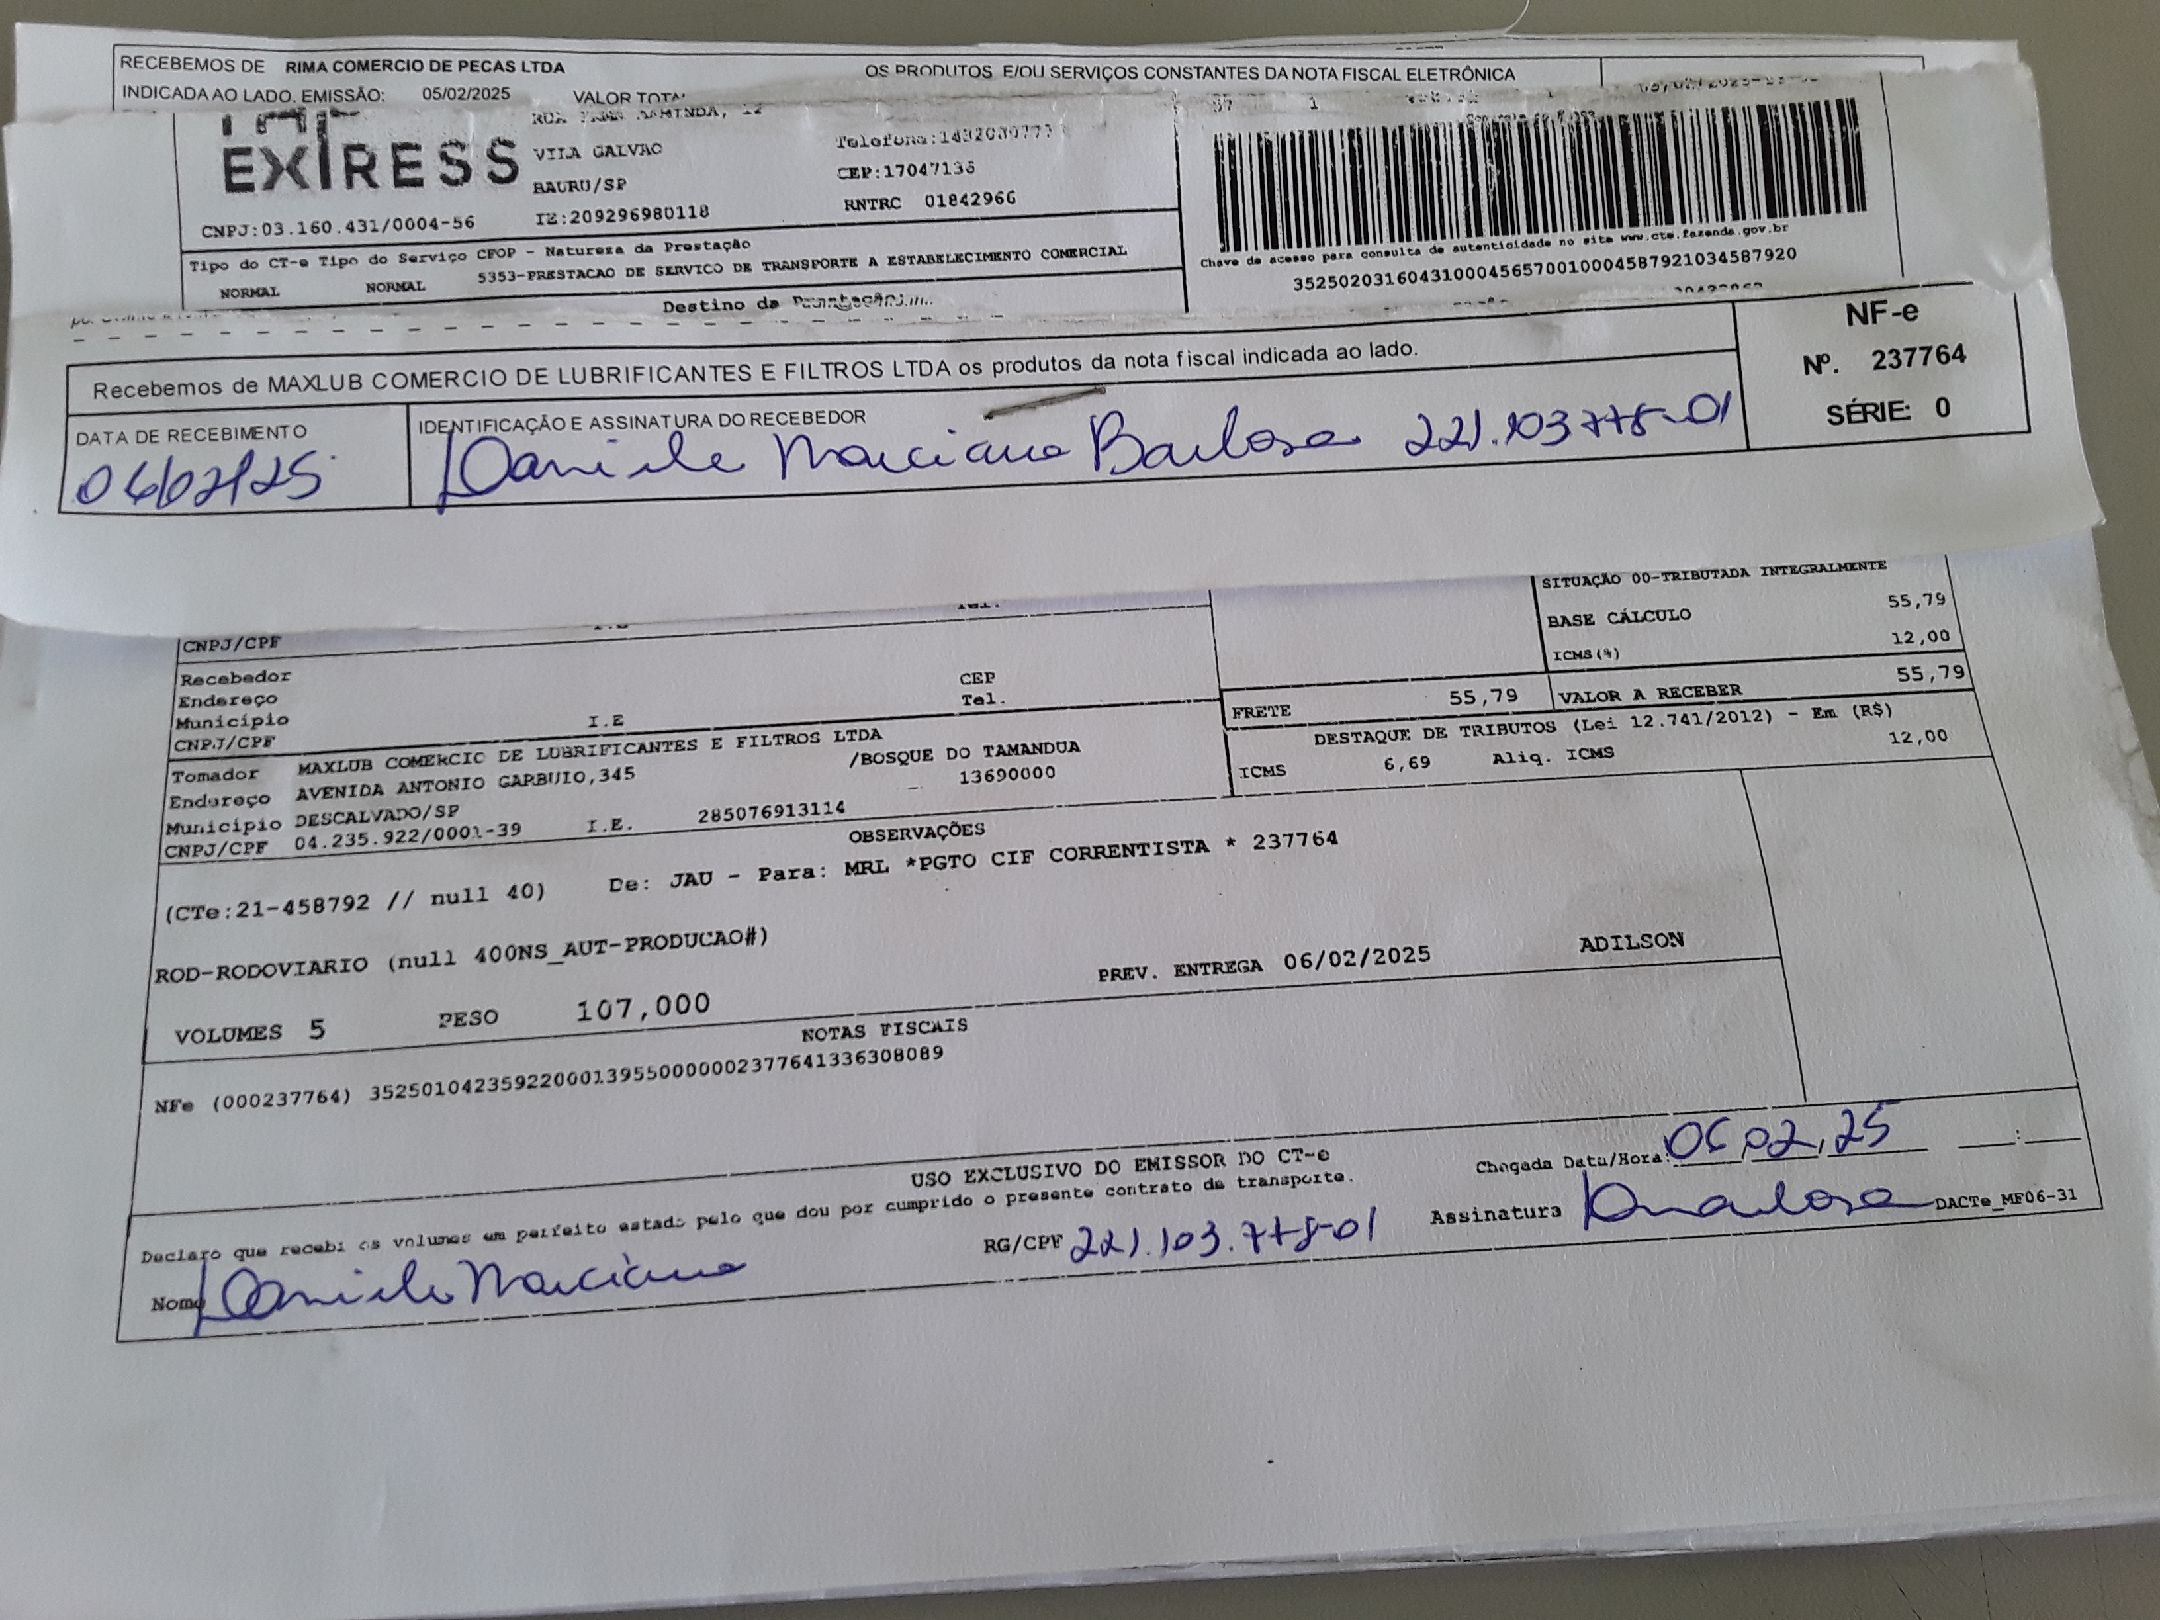 RECEBEMOS DE RIMA COMERCIO DE PECAS LTDA OS PRODUTOS E/OU SERVIÇOS CONSTANTES DA NOTA FISCAL ELETRÔNICA
INDICADA AO LADO. EMISSÃO: 05/02/2025 VALOR
57 1
EXPRESS
VILA GALVAO
CEP:17047136
BAURU/SP
RNTRC 01842966
CNPJ:03.160.431/0004-56 IE:209296980118
Chave de acesso para consulta de autenticidade no site www.cte.fazenda.gov.br
35250203160431000456570010004587921034587920
Tipo do CT-e Tipo do Serviço CFOP - Natureza da Prestação
NORMAL NORMAL 5353-PRESTACAO DE SERVICO DE TRANSPORTE A ESTABELECIMENTO COMERCIAL
Destino da Prestação
NF-e
Nº. 237764
SÉRIE: 0
Recebemos de MAXLUB COMERCIO DE LUBRIFICANTES E FILTROS LTDA os produtos da nota fiscal indicada ao lado.
DATA DE RECEBIMENTO IDENTIFICAÇÃO E ASSINATURA DO RECEBEDOR
06/02/25 Daniele Marciana Barbosa 221.103.778-01
SITUAÇÃO 00-TRIBUTADA INTEGRALMENTE
BASE CÁLCULO 55,79
ICMS(%) 12,00
CNPJ/CPF
Recebedor CEP
Endereço Tel.
Município I.E
CNPJ/CPF
FRETE 55,79 VALOR A RECEBER 55,79
DESTAQUE DE TRIBUTOS (Lei 12.741/2012) - Em (R$)
ICMS 6,69 Aliq. ICMS 12,00
Tomador MAXLUB COMERCIO DE LUBRIFICANTES E FILTROS LTDA
Endereço AVENIDA ANTONIO GARBUIO,345 /BOSQUE DO TAMANDUA
Município DESCALVADO/SP 13690000
CNPJ/CPF 04.235.922/0001-39 I.E. 285076913114
OBSERVAÇÕES
(CTe:21-458792 // null 40) De: JAU - Para: MRL *PGTO CIF CORRENTISTA * 237764
ROD-RODOVIARIO (null 400NS_AUT-PRODUCAO#)
PREV. ENTREGA 06/02/2025 ADILSON
VOLUMES 5 PESO 107,000
NOTAS FISCAIS
NFe (000237764) 35250104235922000139550000002377641336308089
USO EXCLUSIVO DO EMISSOR DO CT-e
Chegada Data/Hora: 06 02, 25 :
Declaro que recebi os volumes em perfeito estado pelo que dou por cumprido o presente contrato de transporte.
Nome Daniele Marciana RG/CPF 221.103.778-01 Assinatura DACTe_MF06-31